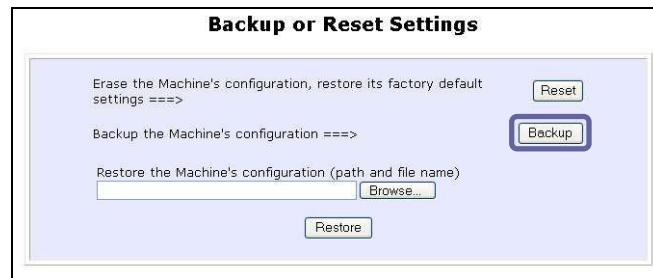 Backup or Reset Settings
Erase the Machine's configuration, restore its factory default
settings ===>
Reset
Backup the Machine's configuration ===>
Backup
Restore the Machine's configuration (path and file name)
Browse...
Restore